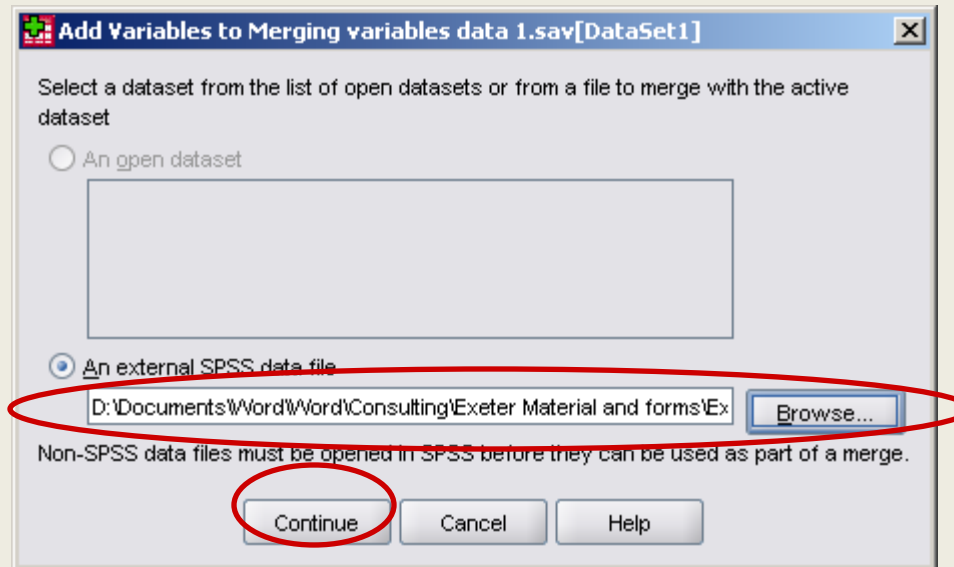 Add Variables to Merging variables data 1.sav[DataSet1]
Select a dataset from the list of open datasets or from a file to merge with the active
dataset
An open dataset
An external SPSS data file
D:\Documents\Word\Word\Consulting\Exeter Material and forms\Ex
Browse...
Non-SPSS data files must be opened in SPSS before they can be used as part of a merge.
Continue
Cancel
Help